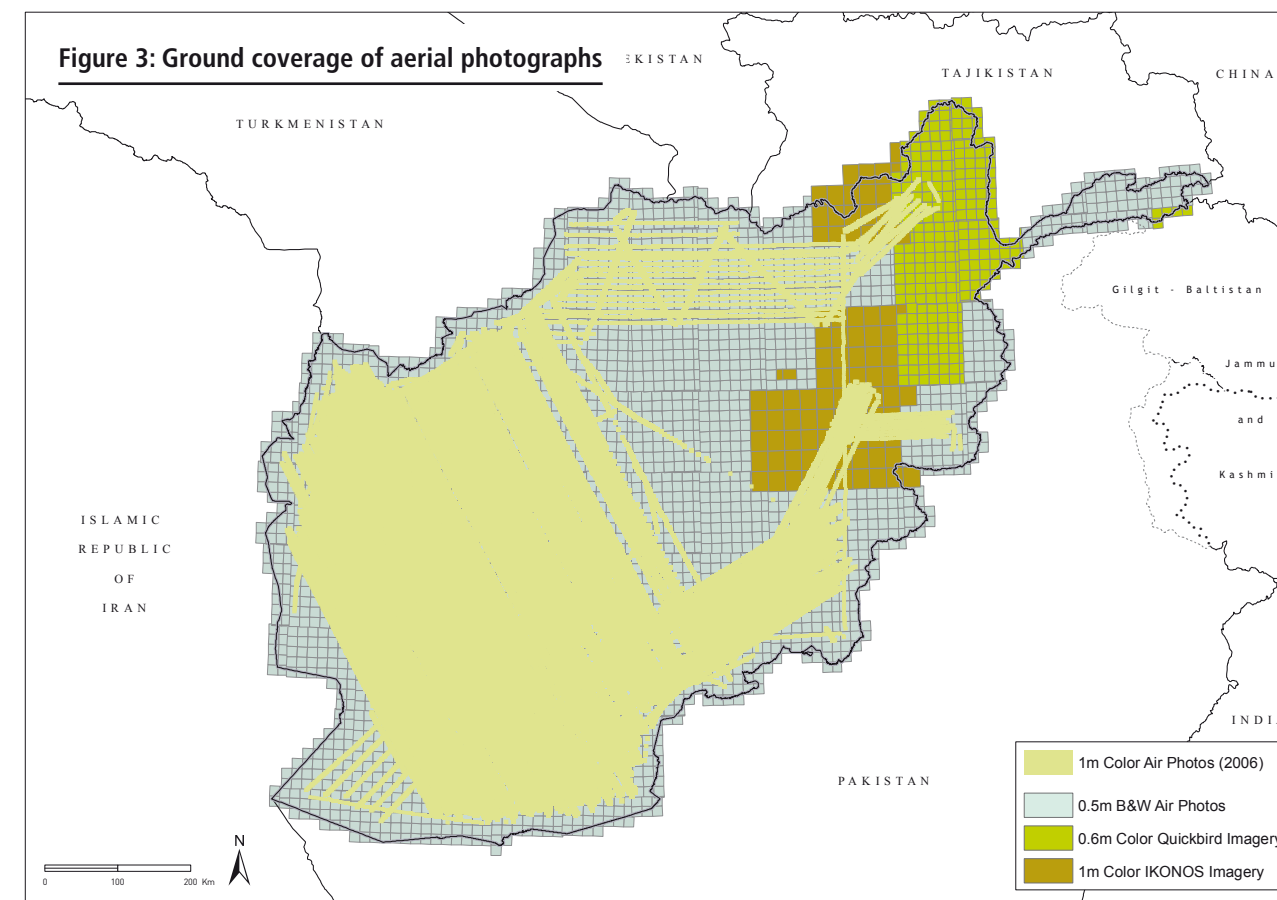 Figure 3: Ground coverage of aerial photographs
EKISTAN
TAJIKISTAN
CHINA
TURKMENISTAN
Gilgit - Baltistan
Jammu
and
Kashmi
ISLAMIC
REPUBLIC
OF
IRAN
INDI
PAKISTAN
1m Color Air Photos (2006)
0.5m B&W Air Photos
0.6m Color Quickbird Imagery
1m Color IKONOS Imagery
N
0 100 200 Km